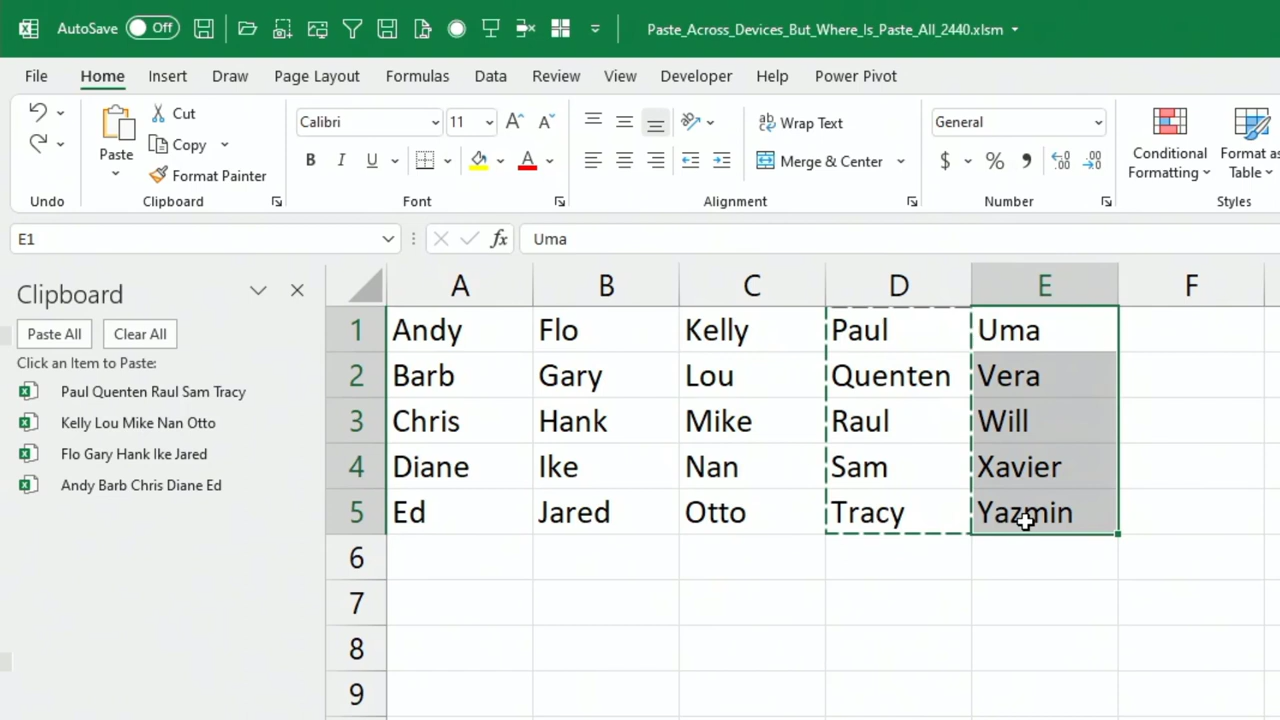 AutoSave Off Paste_Across_Devices_But_Where_Is_Paste_All_2440.xlsm
File Home Insert Draw Page Layout Formulas Data Review View Developer Help Power Pivot
Paste
Cut
Copy
Format Painter
Calibri 11
B I U A
ab Wrap Text
Merge & Center
General
$ %
Conditional Formatting
Format as
Table
Undo Clipboard Font Alignment Number Styles
E1 fx Uma
Clipboard
Paste All Clear All
Click an Item to Paste:
Paul Quenten Raul Sam Tracy
Kelly Lou Mike Nan Otto
Flo Gary Hank Ike Jared
Andy Barb Chris Diane Ed
A B C D E F
1 Andy Flo Kelly Paul Uma
2 Barb Gary Lou Quenten Vera
3 Chris Hank Mike Raul Will
4 Diane Ike Nan Sam Xavier
5 Ed Jared Otto Tracy Yazmin
6
7
8
9